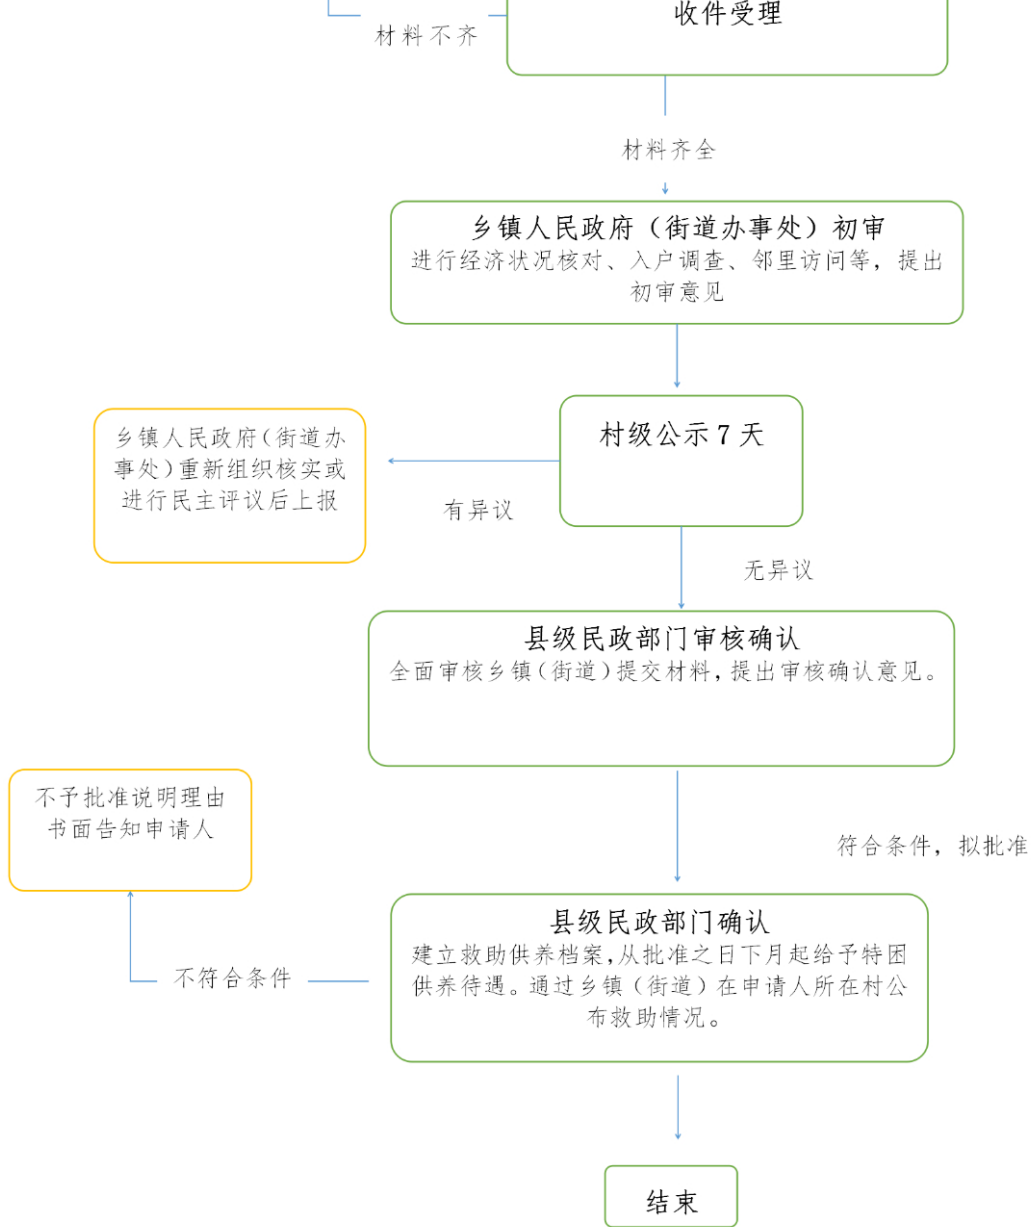 收件受理
材料不齐
材料齐全
乡镇人民政府（街道办事处）初审
进行经济状况核对、入户调查、邻里访问等，提出
初审意见
村级公示7天
乡镇人民政府（街道办
事处）重新组织核实或
进行民主评议后上报
有异议
无异议
县级民政部门审核确认
全面审核乡镇（街道）提交材料，提出审核确认意见。
不予批准说明理由
书面告知申请人
符合条件，拟批准
县级民政部门确认
建立救助供养档案，从批准之日下月起给予特困
供养待遇。通过乡镇（街道）在申请人所在村公
布救助情况。
不符合条件
结束